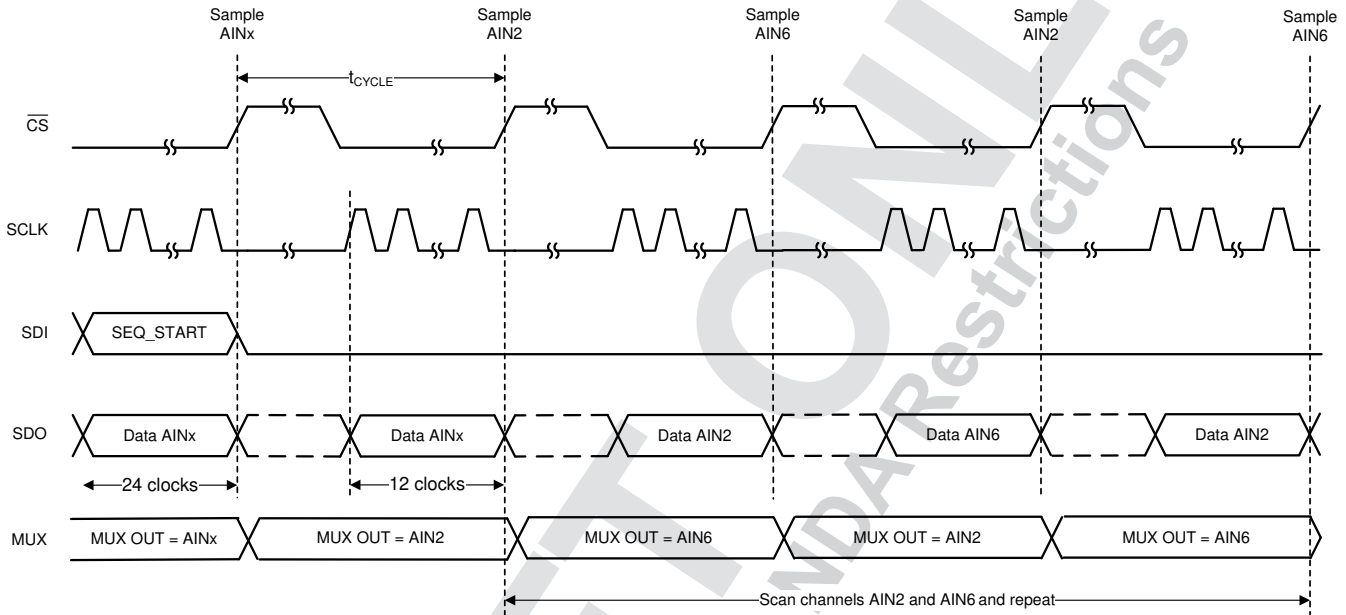 Sample AINx
Sample AIN2
Sample AIN6
Sample AIN2
Sample AIN6
tCYCLE
CS
SCLK
SDI
SEQ_START
SDO
Data AINx
Data AINx
Data AIN2
Data AIN6
Data AIN2
24 clocks
12 clocks
MUX
MUX OUT = AINx
MUX OUT = AIN2
MUX OUT = AIN6
MUX OUT = AIN2
MUX OUT = AIN6
Scan channels AIN2 and AIN6 and repeat
NDA Restrictions